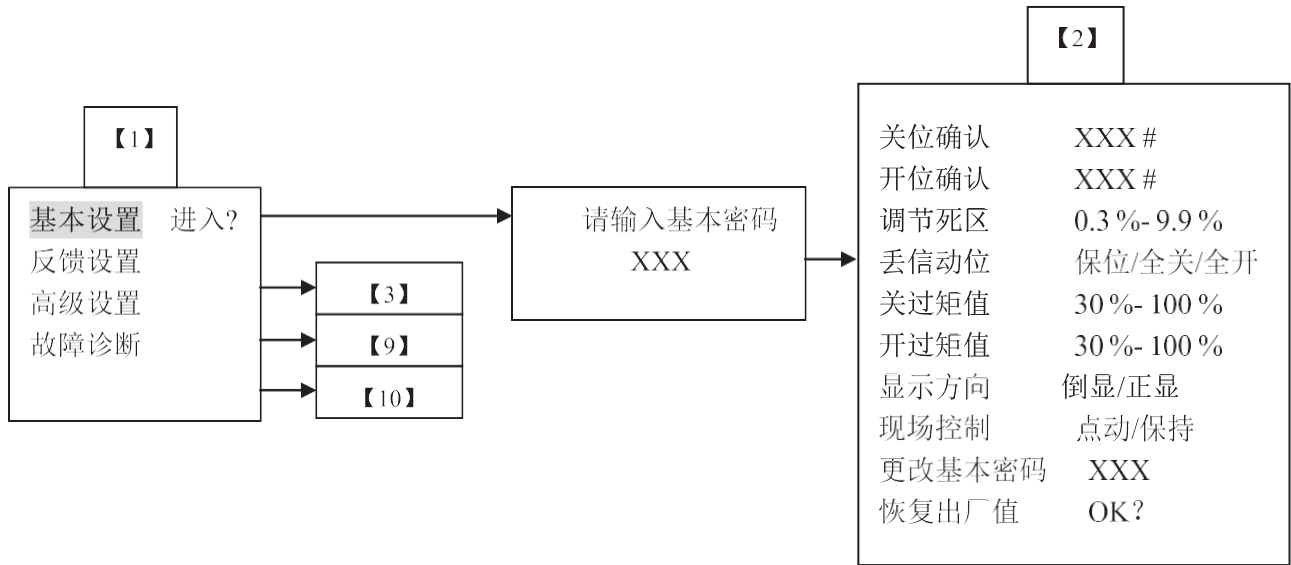 【1】
基本设置 进入?
反馈设置
高级设置
故障诊断
【3】
【9】
【10】
请输入基本密码
XXX
【2】
关位确认 XXX #
开位确认 XXX #
调节死区 0.3 %- 9.9 %
丢信动位 保位/全关/全开
关过矩值 30 %- 100 %
开过矩值 30 %- 100 %
显示方向 倒显/正显
现场控制 点动/保持
更改基本密码 XXX
恢复出厂值 OK?